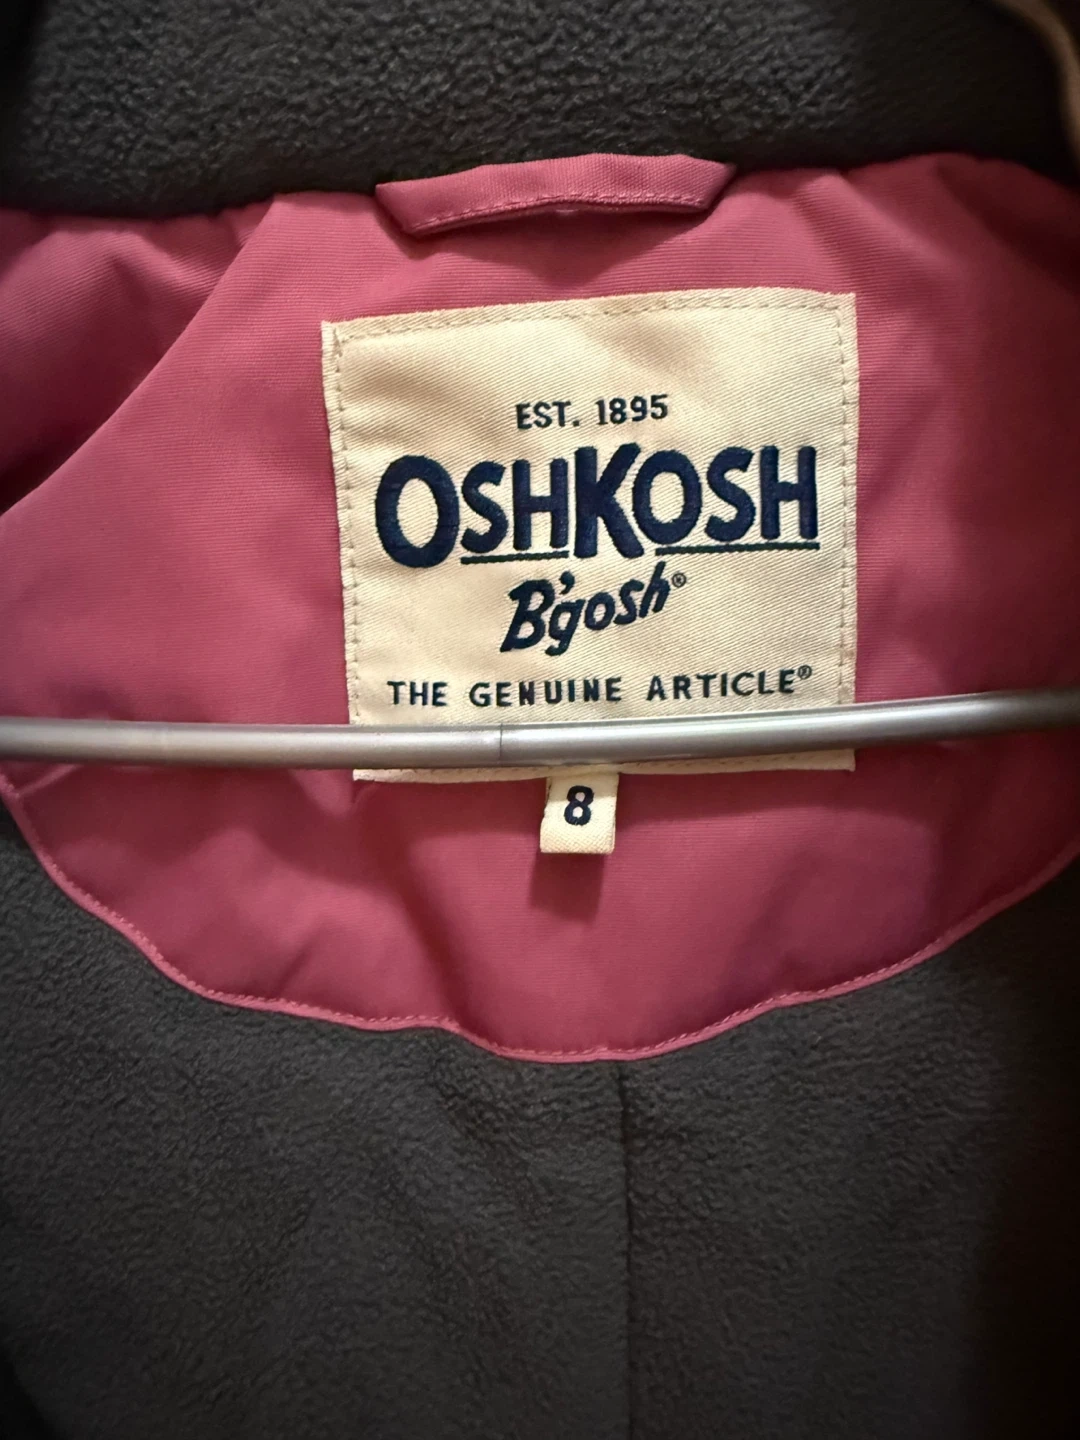 EST. 1895
OSHKOSH
B'gosh®
THE GENUINE ARTICLE®
8